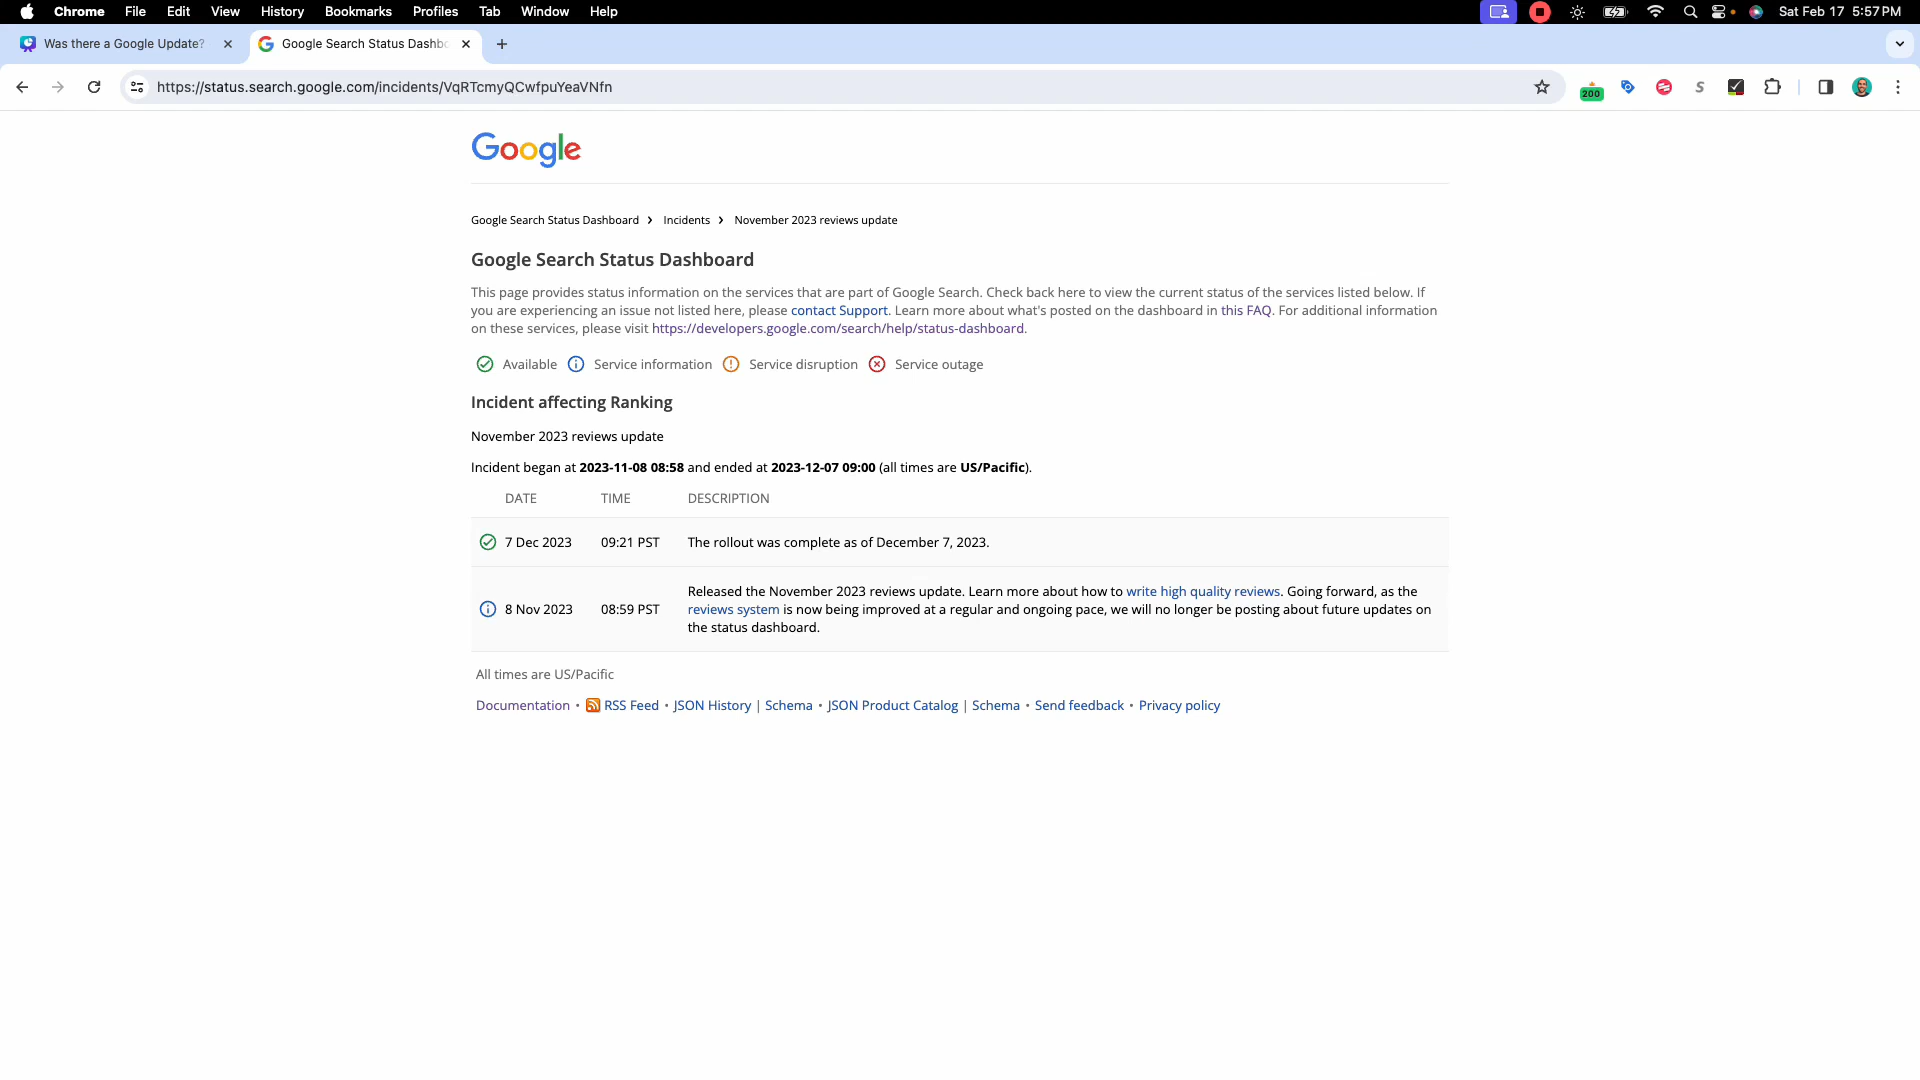 Chrome File Edit View History Bookmarks Profiles Tab Window Help Sat Feb 17 5:57 PM
Was there a Google Update? Google Search Status Dashbo
https://status.search.google.com/incidents/VqRTcmyQCwfpuYeaVNfn 200 S
Google
Google Search Status Dashboard > Incidents > November 2023 reviews update
Google Search Status Dashboard
This page provides status information on the services that are part of Google Search. Check back here to view the current status of the services listed below. If
you are experiencing an issue not listed here, please contact Support. Learn more about what's posted on the dashboard in this FAQ. For additional information
on these services, please visit https://developers.google.com/search/help/status-dashboard.
Available Service information Service disruption Service outage
Incident affecting Ranking
November 2023 reviews update
Incident began at 2023-11-08 08:58 and ended at 2023-12-07 09:00 (all times are US/Pacific).
DATE TIME DESCRIPTION
7 Dec 2023 09:21 PST The rollout was complete as of December 7, 2023.
8 Nov 2023 08:59 PST Released the November 2023 reviews update. Learn more about how to write high quality reviews. Going forward, as the
reviews system is now being improved at a regular and ongoing pace, we will no longer be posting about future updates on
the status dashboard.
All times are US/Pacific
Documentation • RSS Feed • JSON History | Schema • JSON Product Catalog | Schema • Send feedback • Privacy policy